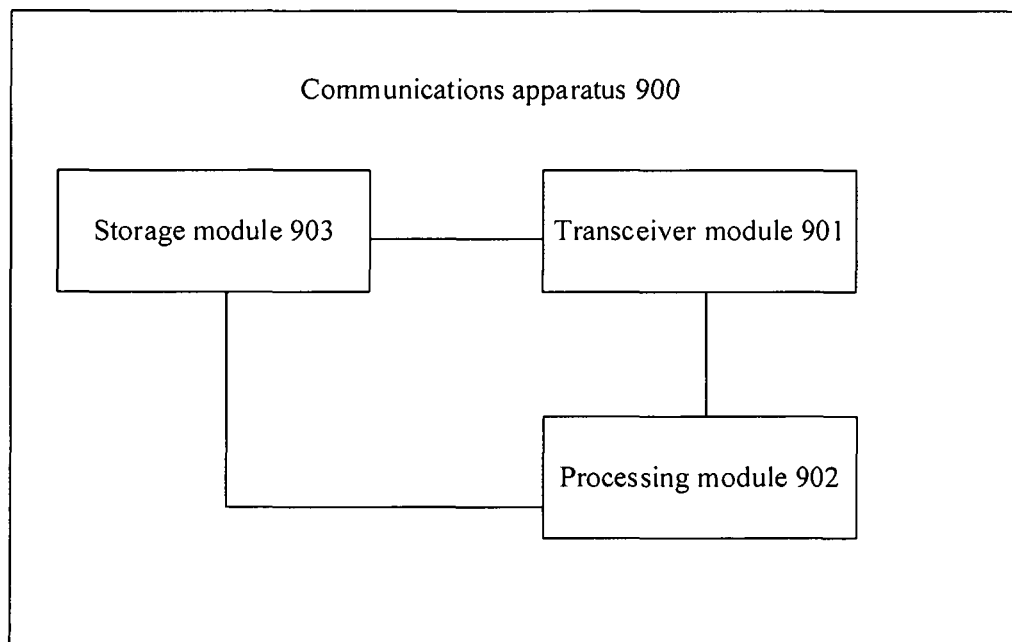 Communications apparatus 900
Storage module 903
Transceiver module 901
Processing module 902